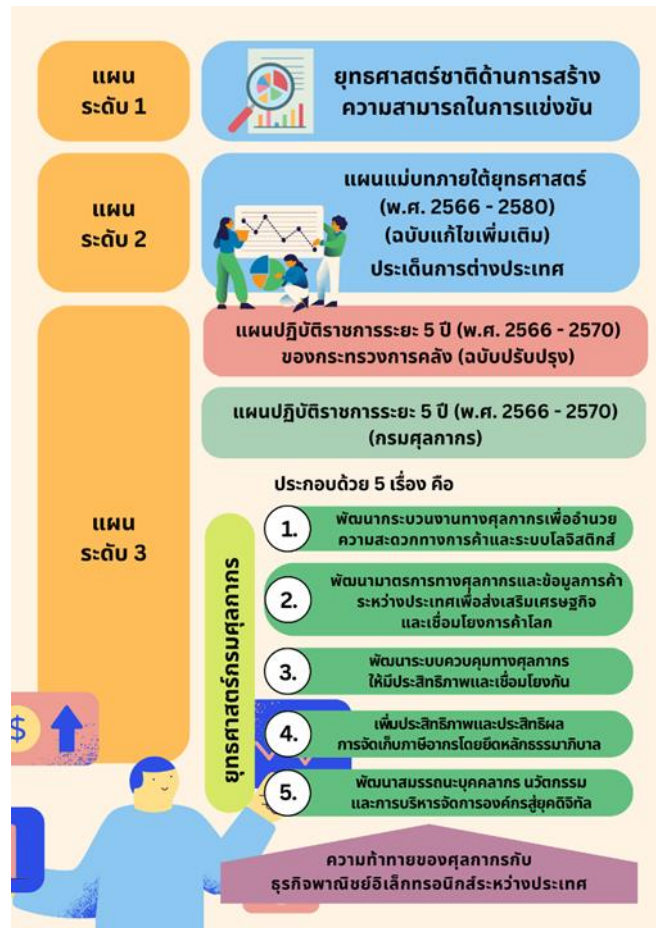 แผน
ระดับ 1
ยุทธศาสตร์ชาติด้านการสร้าง
ความสามารถในการแข่งขัน
แผน
ระดับ 2
แผนแม่บทภายใต้ยุทธศาสตร์
(พ.ศ. 2566 - 2580)
(ฉบับแก้ไขเพิ่มเติม)
ประเด็นการต่างประเทศ
แผน
ระดับ 3
แผนปฏิบัติราชการระยะ 5 ปี (พ.ศ. 2566 - 2570)
ของกระทรวงการคลัง (ฉบับปรับปรุง)
แผนปฏิบัติราชการระยะ 5 ปี (พ.ศ. 2566 - 2570)
(กรมศุลกากร)
ประกอบด้วย 5 เรื่อง คือ
ยุทธศาสตร์กรมศุลกากร
1. พัฒนากระบวนงานทางศุลกากรเพื่ออำนวย
ความสะดวกทางการค้าและระบบโลจิสติกส์
2. พัฒนามาตรการทางศุลกากรและข้อมูลการค้า
ระหว่างประเทศเพื่อส่งเสริมเศรษฐกิจ
และเชื่อมโยงการค้าโลก
3. พัฒนาระบบควบคุมทางศุลกากร
ให้มีประสิทธิภาพและเชื่อมโยงกัน
4. เพิ่มประสิทธิภาพและประสิทธิผล
การจัดเก็บภาษีอากรโดยยึดหลักธรรมาภิบาล
5. พัฒนาสมรรถนะบุคคลากร นวัตกรรม
และการบริหารจัดการองค์กรสู่ยุคดิจิทัล
ความท้าทายของศุลกากรกับ
ธุรกิจพาณิชย์อิเล็กทรอนิกส์ระหว่างประเทศ
$